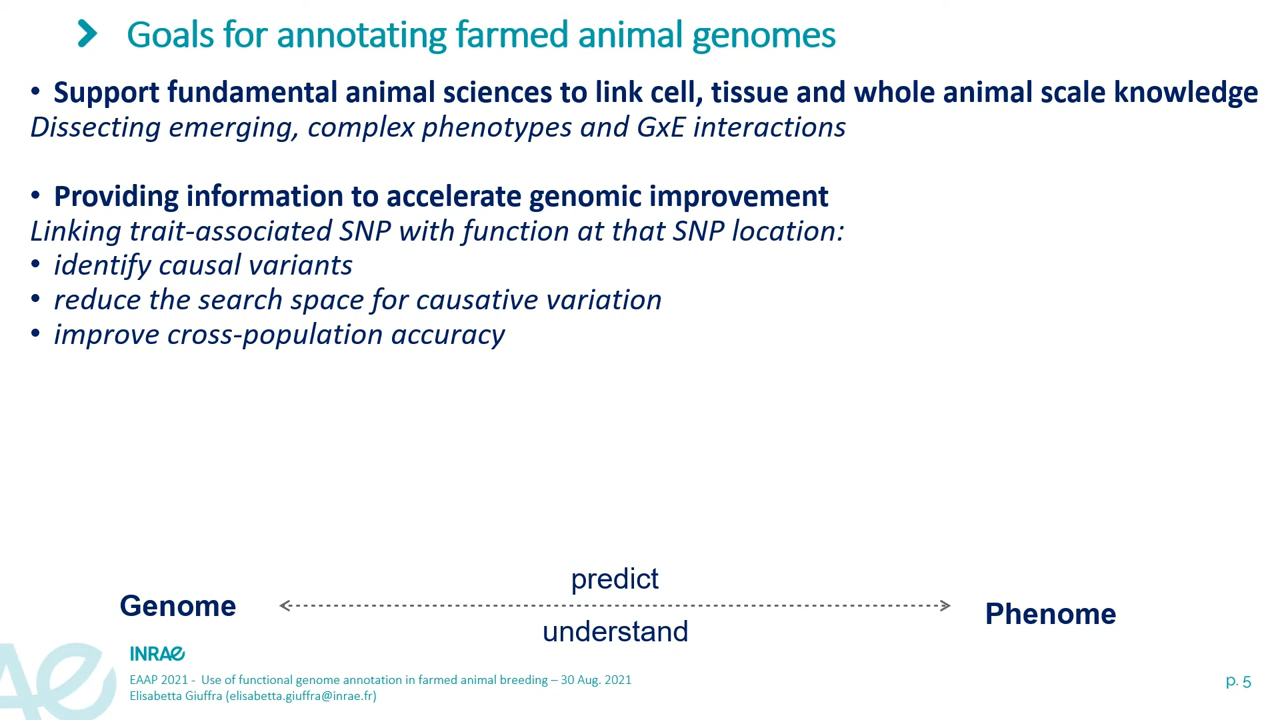 Goals for annotating farmed animal genomes
• Support fundamental animal sciences to link cell, tissue and whole animal scale knowledge
Dissecting emerging, complex phenotypes and GxE interactions
• Providing information to accelerate genomic improvement
Linking trait-associated SNP with function at that SNP location:
• identify causal variants
• reduce the search space for causative variation
• improve cross-population accuracy
predict
Genome
Phenome
understand
INRAE
EAAP 2021 - Use of functional genome annotation in farmed animal breeding – 30 Aug. 2021
Elisabetta Giuffra (elisabetta.giuffra@inrae.fr)
p. 5